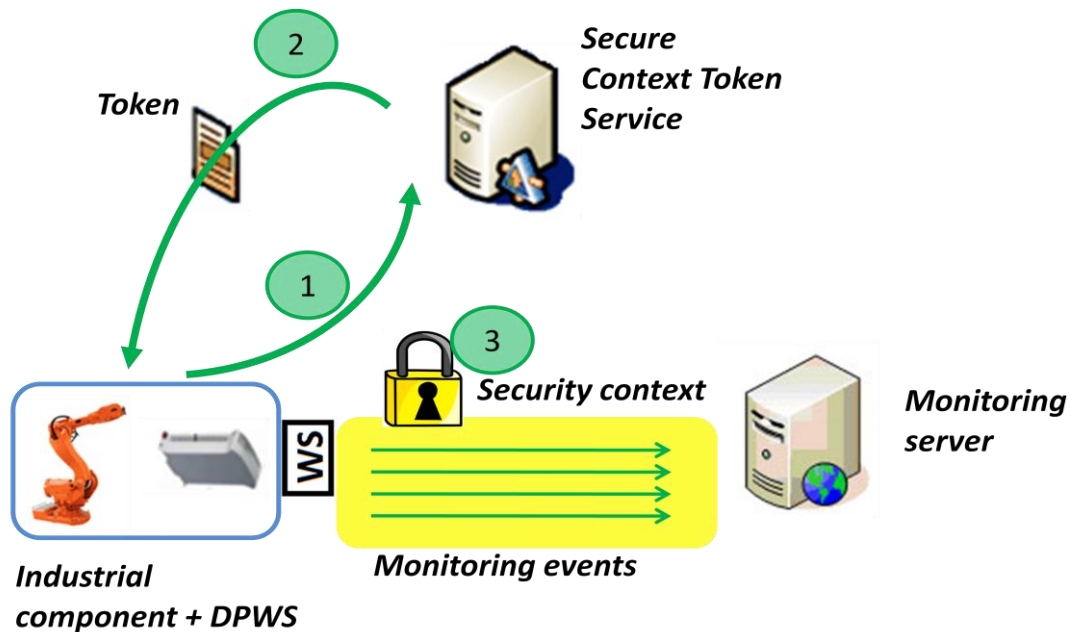 2
Secure
Context Token
Service
Token
1
3
Security context
Monitoring
server
WS
Monitoring events
Industrial
component + DPWS